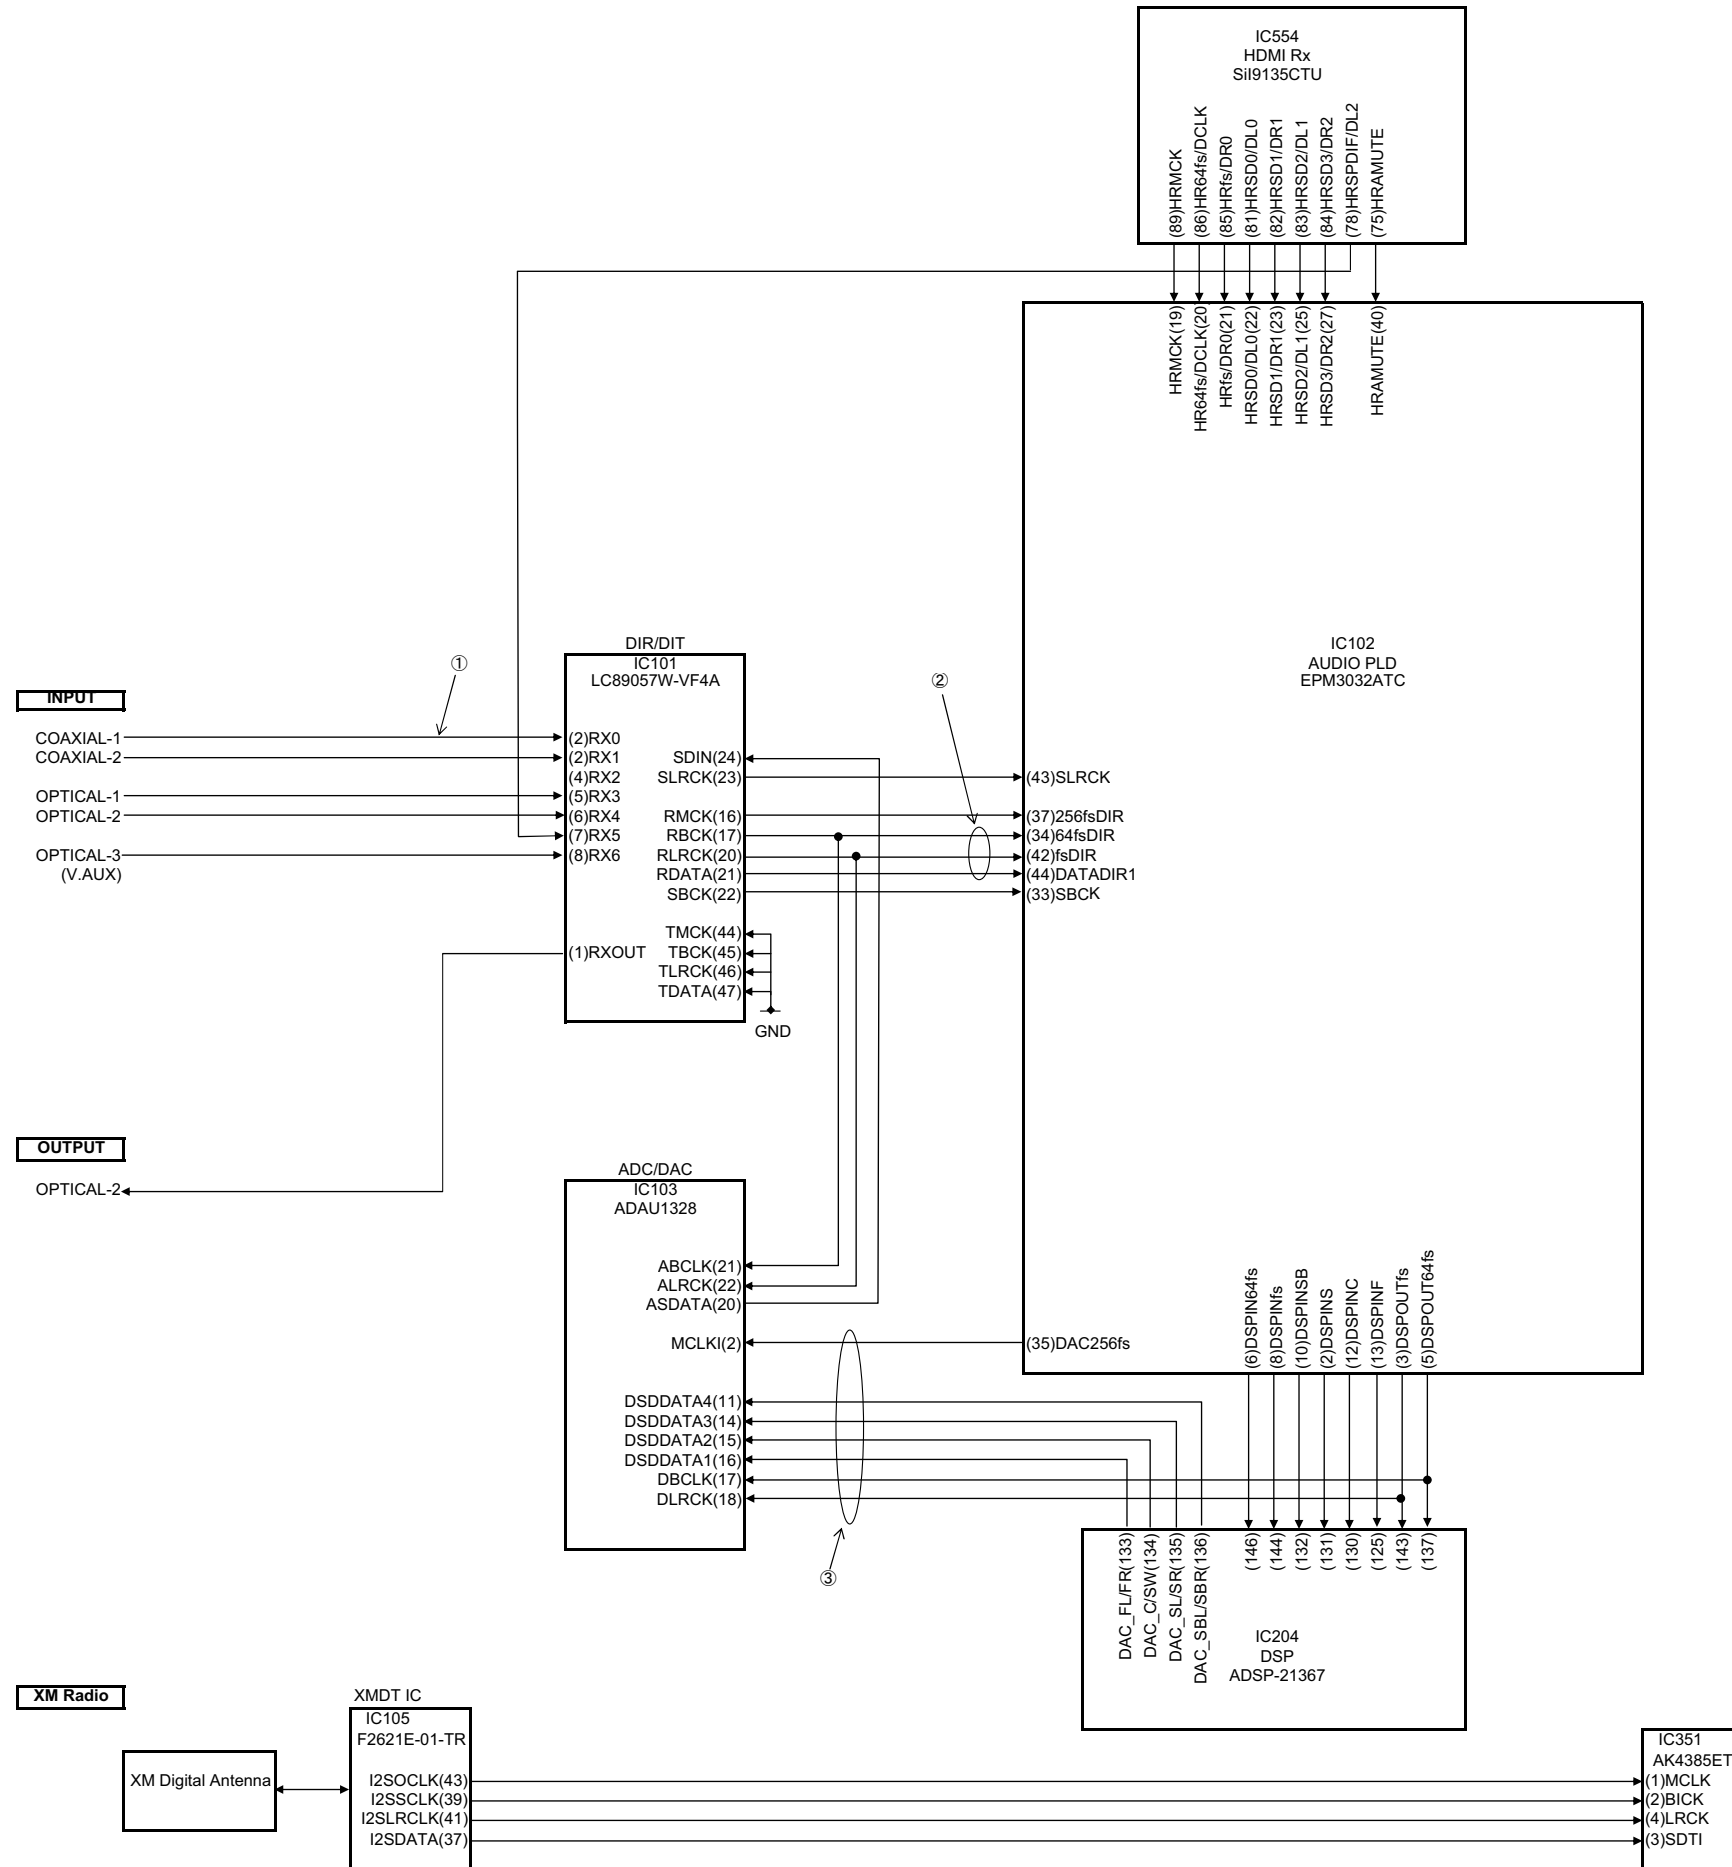 IC554
HDMI Rx
SiI9135CTU
(89)HRMCK
(86)HR64fs/DCLK
(85)HRfs/DR0
(81)HRSD0/DL0
(82)HRSD1/DR1
(83)HRSD2/DL1
(84)HRSD3/DR2
(78)HRSPDIF/DL2
(75)HRAMUTE
HRMCK(19)
HR64fs/DCLK(20)
HRfs/DR0(21)
HRSD0/DL0(22)
HRSD1/DR1(23)
HRSD2/DL1(25)
HRSD3/DR2(27)
HRAMUTE(40)
IC102
AUDIO PLD
EPM3032ATC
DIR/DIT
IC101
LC89057W-VF4A
①
②
INPUT
COAXIAL-1
COAXIAL-2
OPTICAL-1
OPTICAL-2
OPTICAL-3
(V.AUX)
(2)RX0
(2)RX1
(4)RX2
(5)RX3
(6)RX4
(7)RX5
(8)RX6
(1)RXOUT
SDIN(24)
SLRCK(23)
RMCK(16)
RBCK(17)
RLRCK(20)
RDATA(21)
SBCK(22)
TMCK(44)
TBCK(45)
TLRCK(46)
TDATA(47)
GND
(43)SLRCK
(37)256fsDIR
(34)64fsDIR
(42)fsDIR
(44)DATADIR1
(33)SBCK
OUTPUT
OPTICAL-2
ADC/DAC
IC103
ADAU1328
ABCLK(21)
ALRCK(22)
ASDATA(20)
MCLKI(2)
DSDDATA4(11)
DSDDATA3(14)
DSDDATA2(15)
DSDDATA1(16)
DBCLK(17)
DLRCK(18)
③
(35)DAC256fs
(6)DSPIN64fs
(8)DSPINfs
(10)DSPINSB
(2)DSPINS
(12)DSPINC
(13)DSPINF
(3)DSPOUTfs
(5)DSPOUT64fs
DAC_FL/FR(133)
DAC_C/SW(134)
DAC_SL/SR(135)
DAC_SBL/SBR(136)
(146)
(144)
(132)
(131)
(130)
(125)
(143)
(137)
IC204
DSP
ADSP-21367
XM Radio
XM Digital Antenna
XMDT IC
IC105
F2621E-01-TR
I2SOCLK(43)
I2SSCLK(39)
I2SLRCLK(41)
I2SDATA(37)
IC351
AK4385ET
(1)MCLK
(2)BICK
(4)LRCK
(3)SDTI